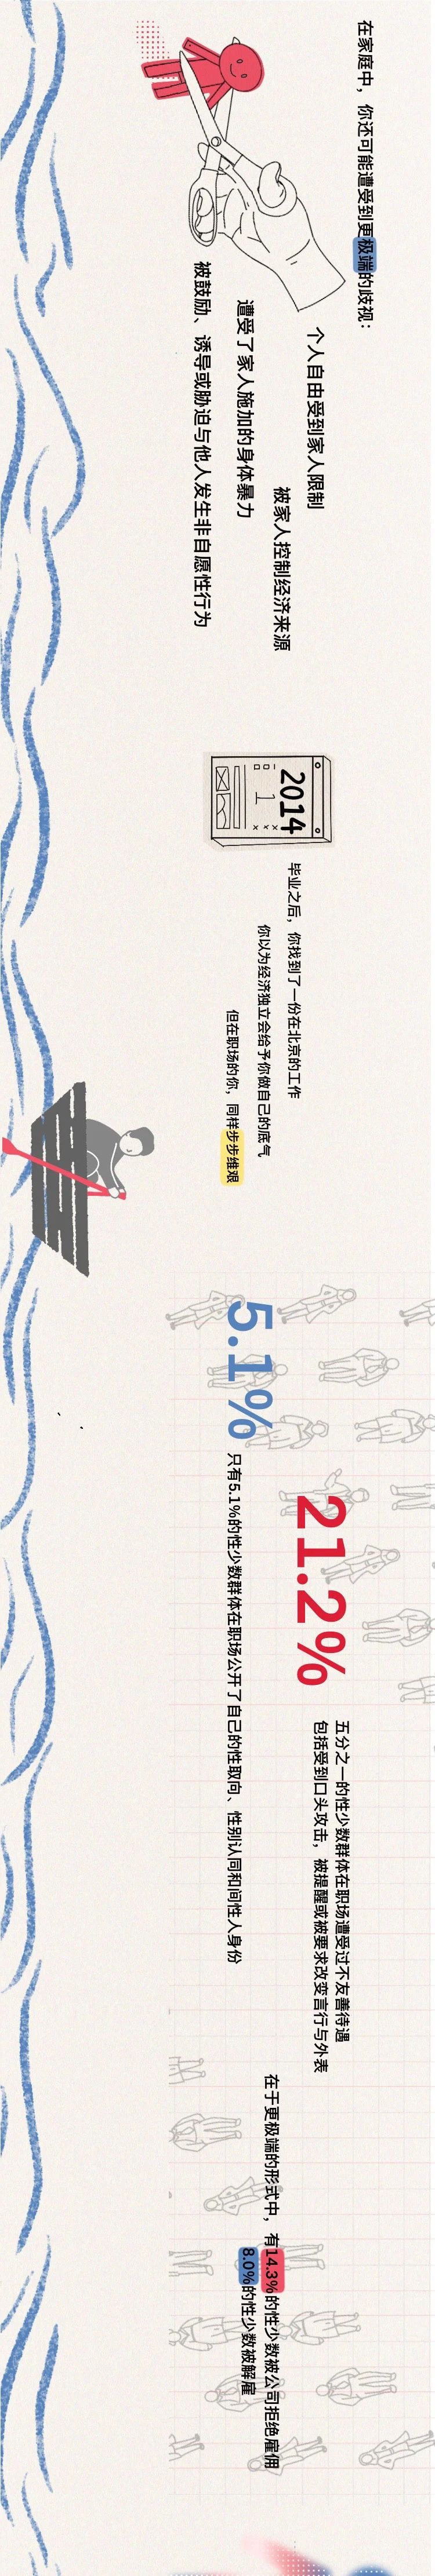 在家庭中，你还可能遭受到更极端的歧视：
个人自由受到家人限制
被家人控制经济来源
遭受了家人施加的身体暴力
被鼓励、诱导或胁迫与他人发生非自愿性行为
2014
1
毕业之后，你找到了一份在北京的工作
你以为经济独立会给予你做自己的底气
但在职场的你，同样步步维艰
5.1%
只有5.1%的性少数群体在职场公开了自己的性取向、性别认同和间性人身份
21.2%
五分之一的性少数群体在职场遭受过不友善待遇
包括受到口头攻击，被提醒或被要求改变言行与外表
在于更极端的形式中，有14.3%的性少数被公司拒绝雇佣
8.0%的性少数被解雇